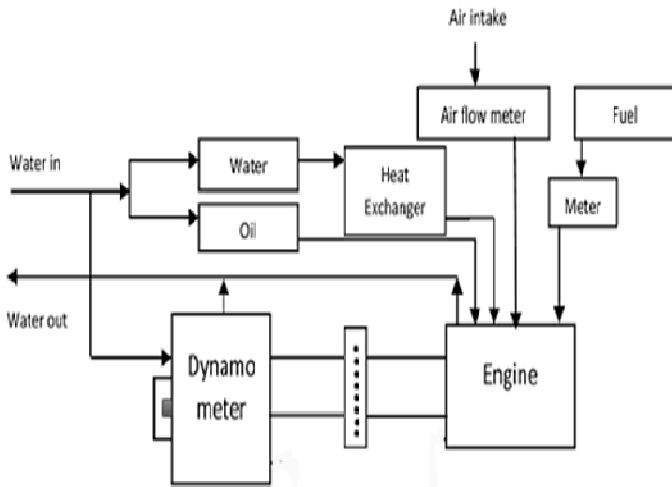 Air intake
Air flow meter
Fuel
Water in
Water
Heat
Exchanger
Meter
Oil
Water out
Dynamo
meter
Engine